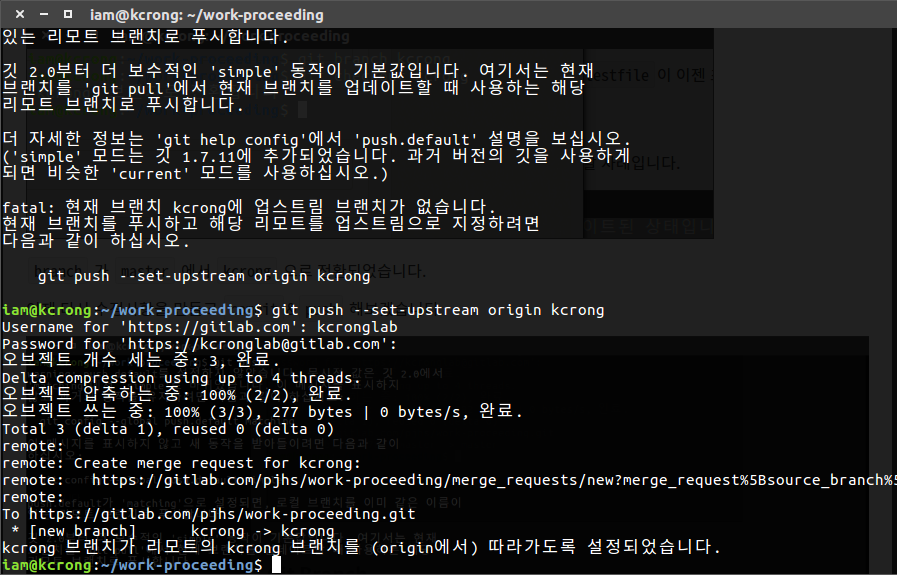 iam@kcrong: ~/work-proceeding
있는 리모트 브랜치로 푸시합니다.
깃 2.0부터 더 보수적인 'simple' 동작이 기본값입니다. 여기서는 현재
브랜치를 'git pull'에서 현재 브랜치를 업데이트할 때 사용하는 해당
리모트 브랜치로 푸시합니다.
더 자세한 정보는 'git help config'에서 'push.default' 설명을 보십시오.
('simple' 모드는 깃 1.7.11에 추가되었습니다. 과거 버전의 깃을 사용하게
되면 비슷한 'current' 모드를 사용하십시오.)
fatal: 현재 브랜치 kcrong에 업스트림 브랜치가 없습니다.
현재 브랜치를 푸시하고 해당 리모트를 업스트림으로 지정하려면
다음과 같이 하십시오.
git push --set-upstream origin kcrong
iam@kcrong:~/work-proceeding$ git push --set-upstream origin kcrong
Username for 'https://gitlab.com': kcronglab
Password for 'https://kcronglab@gitlab.com':
오브젝트 개수 세는 중: 3, 완료.
Delta compression using up to 4 threads.
오브젝트 압축하는 중: 100% (2/2), 완료.
오브젝트 쓰는 중: 100% (3/3), 277 bytes | 0 bytes/s, 완료.
Total 3 (delta 1), reused 0 (delta 0)
remote:
remote: Create merge request for kcrong:
remote:   https://gitlab.com/pjhs/work-proceeding/merge_requests/new?merge_request%5Bsource_branch%5
remote:
To https://gitlab.com/pjhs/work-proceeding.git
* [new branch]      kcrong -> kcrong
kcrong 브랜치가 리모트의 kcrong 브랜치를 (origin에서) 따라가도록 설정되었습니다.
iam@kcrong:~/work-proceeding$